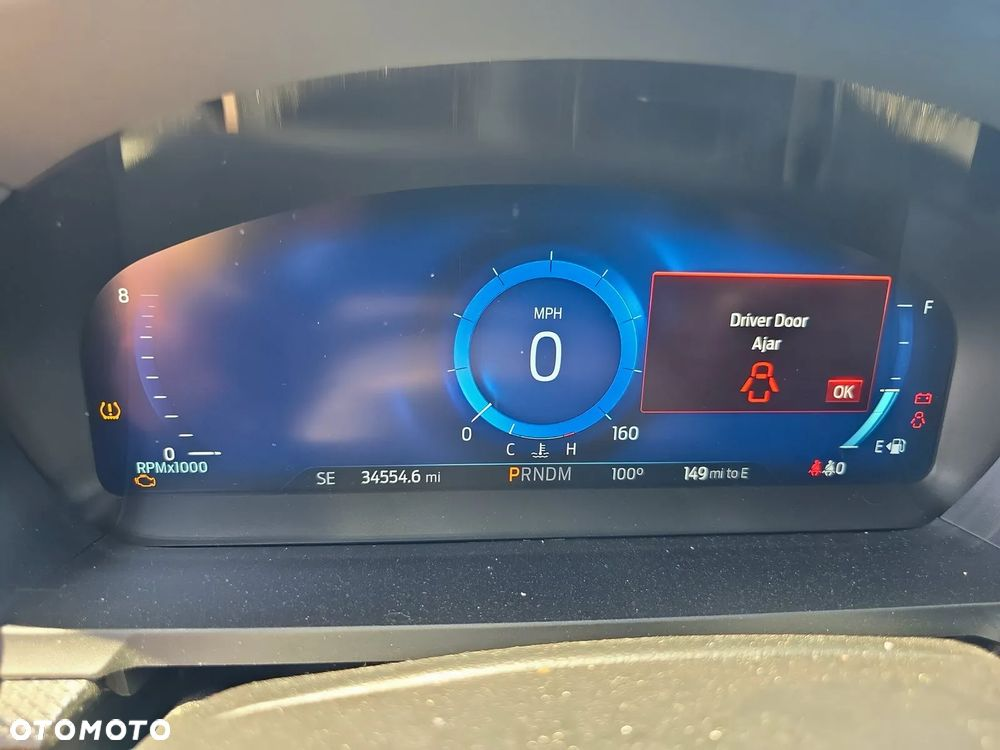 8
MPH
0
0
160
C
H
0
RPMx1000
Driver Door
Ajar
OK
F
E
SE 34554.6 mi PRNDM 100° 149 mi to E 0
OTOMOTO